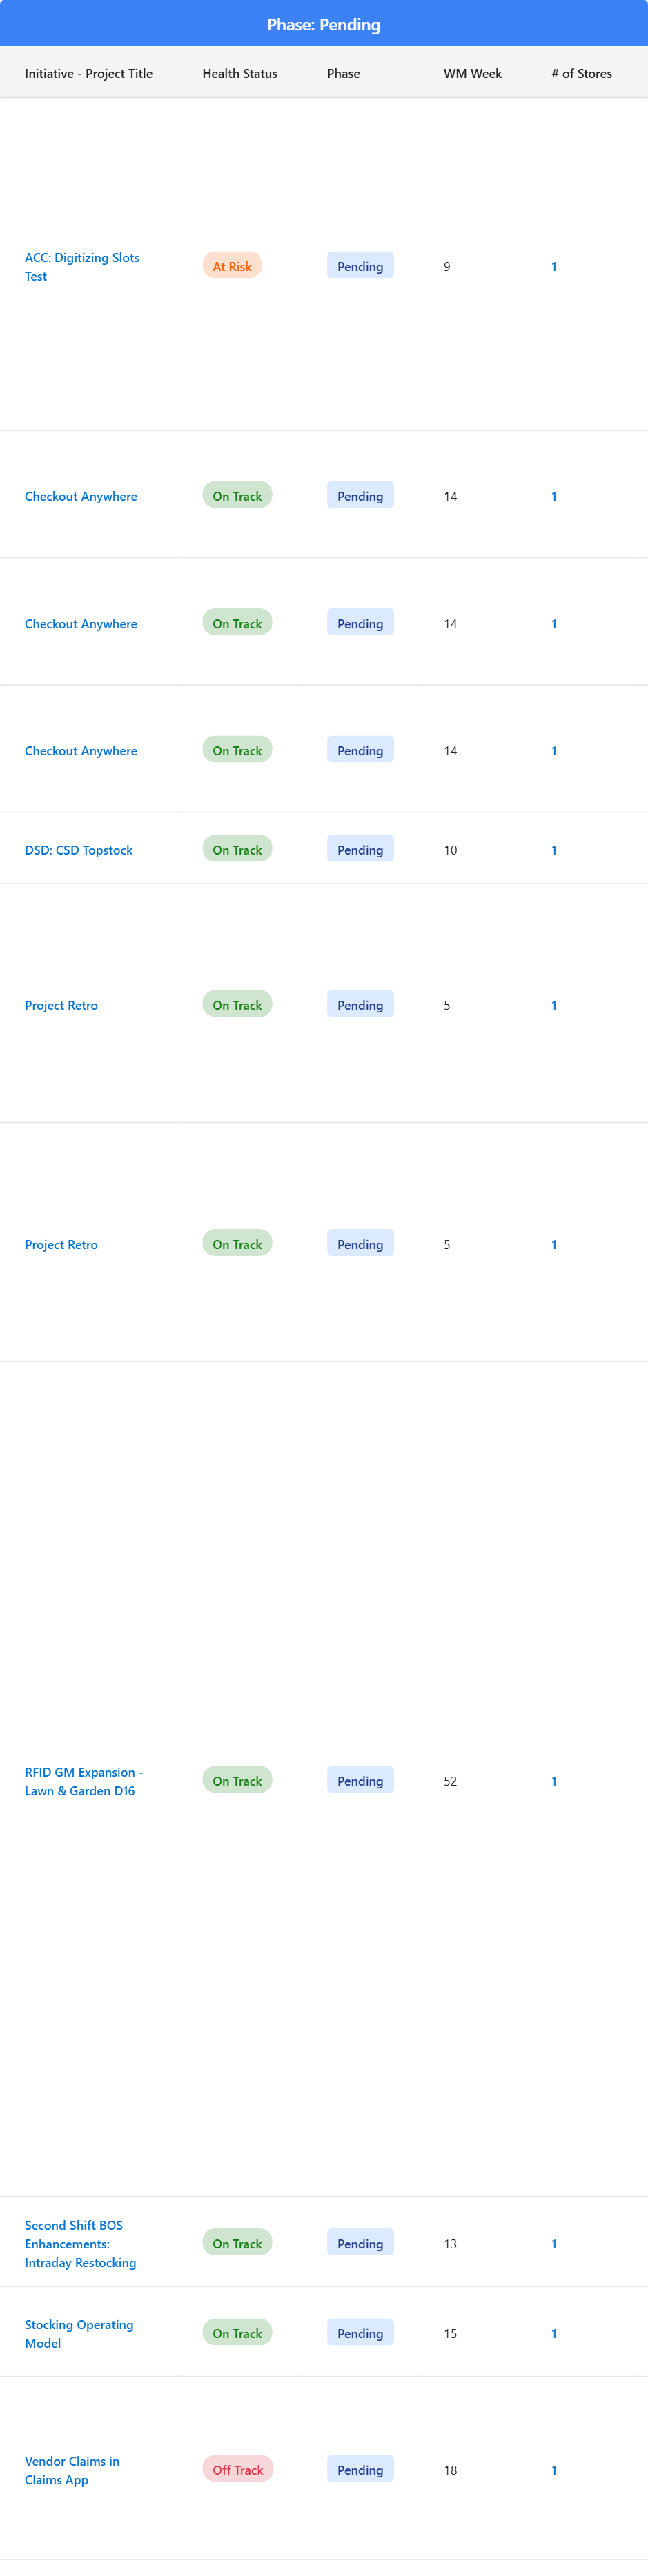 Phase: Pending
Initiative - Project Title Health Status Phase WM Week # of Stores
ACC: Digitizing Slots
Test
At Risk Pending 9 1
Checkout Anywhere On Track Pending 14 1
Checkout Anywhere On Track Pending 14 1
Checkout Anywhere On Track Pending 14 1
DSD: CSD Topstock On Track Pending 10 1
Project Retro On Track Pending 5 1
Project Retro On Track Pending 5 1
RFID GM Expansion -
Lawn & Garden D16
On Track Pending 52 1
Second Shift BOS
Enhancements:
Intraday Restocking
On Track Pending 13 1
Stocking Operating
Model
On Track Pending 15 1
Vendor Claims in
Claims App
Off Track Pending 18 1